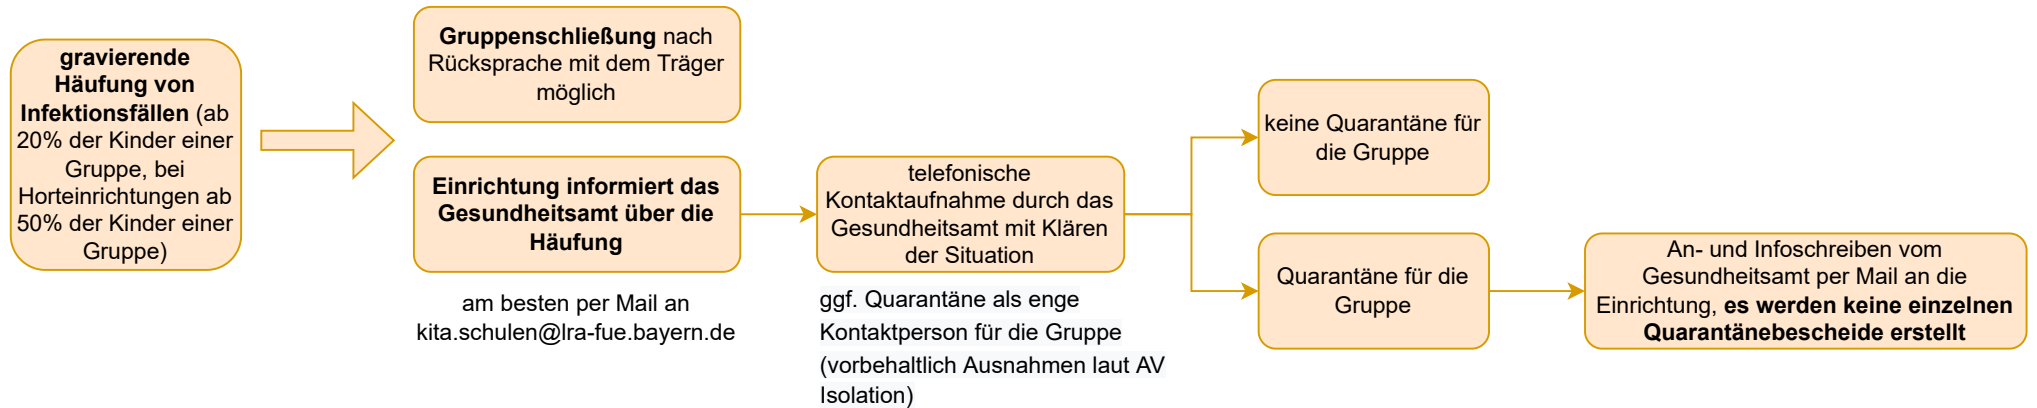 gravierende
Häufung von
Infektionsfällen (ab
20% der Kinder einer
Gruppe, bei
Horteinrichtungen ab
50% der Kinder einer
Gruppe)
Gruppenschließung nach
Rücksprache mit dem Träger
möglich
Einrichtung informiert das
Gesundheitsamt über die
Häufung
am besten per Mail an
kita.schulen@lra-fue.bayern.de
telefonische
Kontaktaufnahme durch das
Gesundheitsamt mit Klären
der Situation
ggf. Quarantäne als enge
Kontaktperson für die Gruppe
(vorbehaltlich Ausnahmen laut AV
Isolation)
keine Quarantäne für
die Gruppe
Quarantäne für die
Gruppe
An- und Infoschreiben vom
Gesundheitsamt per Mail an die
Einrichtung, es werden keine einzelnen
Quarantänebescheide erstellt